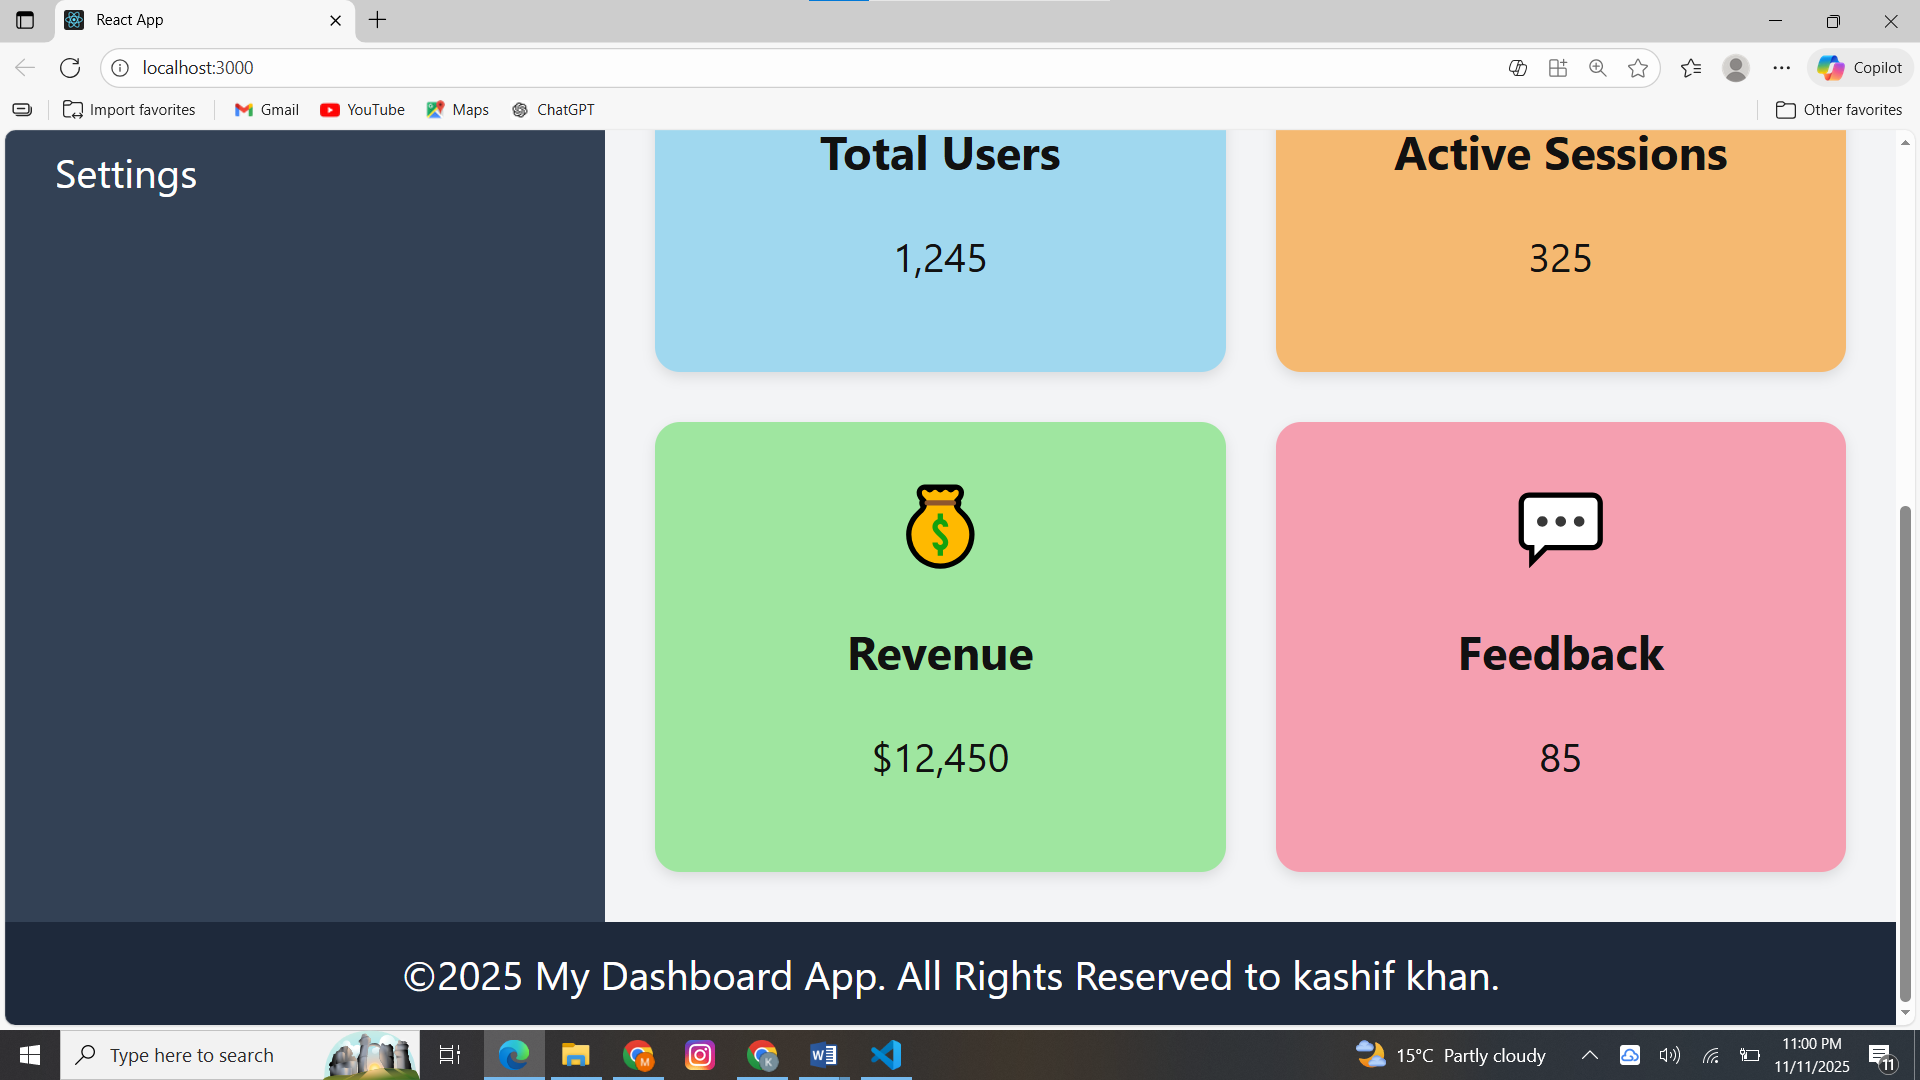 React App
localhost:3000
Copilot
Import favorites
Gmail
YouTube
Maps
ChatGPT
Other favorites
Settings
Total Users
1,245
Active Sessions
325
$
Revenue
$12,450
Feedback
85
©2025 My Dashboard App. All Rights Reserved to kashif khan.
Type here to search
M
K
W
15°C Partly cloudy
11:00 PM
11/11/2025
11